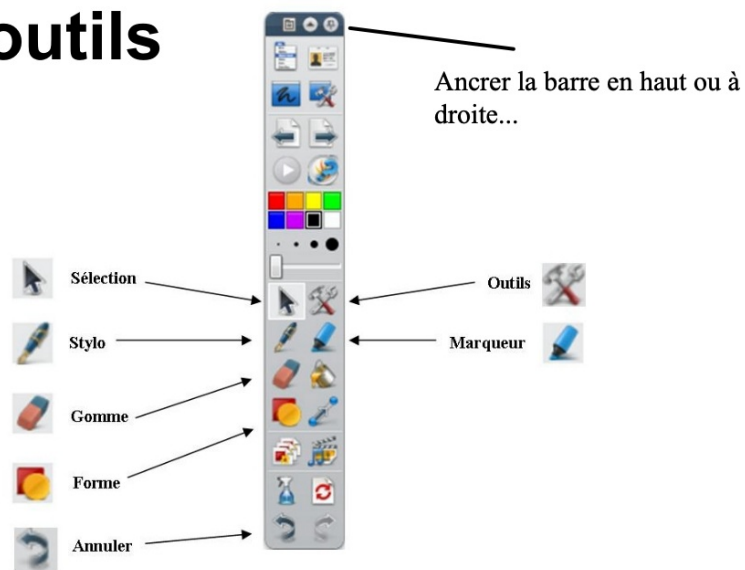 outils
Ancrer la barre en haut ou à
droite...
Sélection
Outils
Stylo
Marqueur
Gomme
Forme
Annuler